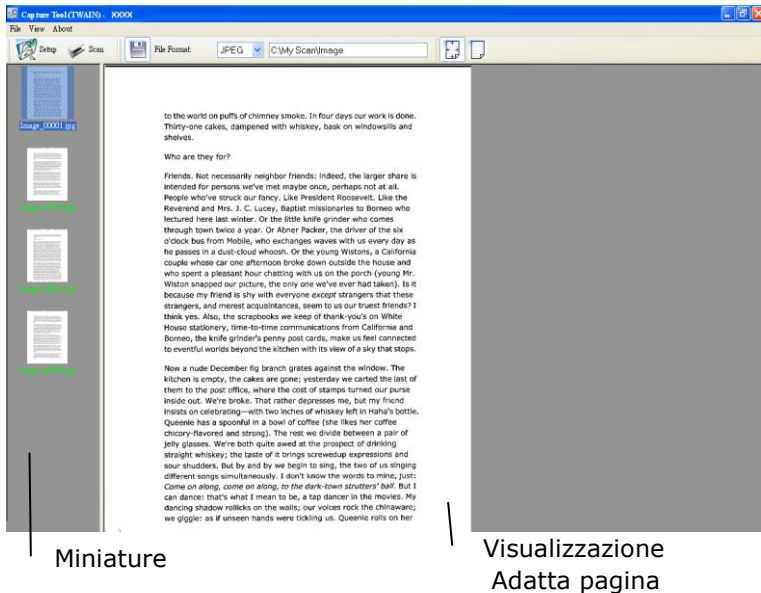 Capture Tool(TWAIN) - XXXX
File View About
Setup Scan File Format: JPEG C:\My Scan\Image
Image_00001.jpg
to the world on puffs of chimney smoke. In four days our work is done.
Thirty-one cakes, dampened with whiskey, bask on windowsills and
shelves.
Who are they for?
Friends. Not necessarily neighbor friends: indeed, the larger share is
intended for persons we've met maybe once, perhaps not at all.
People who've struck our fancy. Like President Roosevelt. Like the
Reverend and Mrs. J. C. Lucey, Baptist missionaries to Borneo who
lectured here last winter. Or the little knife grinder who comes
through town twice a year. Or Abner Packer, the driver of the six
o'clock bus from Mobile, who exchanges waves with us every day as
he passes in a dust-cloud whoosh. Or the young Wistons, a California
couple whose car one afternoon broke down outside the house and
who spent a pleasant hour chatting with us on the porch (young Mr.
Wiston snapped our picture, the only one we've ever had taken). Is it
because my friend is shy with everyone except strangers that these
strangers, and merest acquaintances, seem to us our truest friends? I
think yes. Also, the scrapbooks we keep of thank-you's on White
House stationery, time-to-time communications from California and
Borneo, the knife grinder's penny post cards, make us feel connected
to eventful worlds beyond the kitchen with its view of a sky that stops.
Now a nude December fig branch grates against the window. The
kitchen is empty, the cakes are gone; yesterday we carted the last of
them to the post office, where the cost of stamps turned our purse
inside out. We're broke. That rather depresses me, but my friend
insists on celebrating—with two inches of whiskey left in Haha's bottle.
Queenie has a spoonful in a bowl of coffee (she likes her coffee
chicory-flavored and strong). The rest we divide between a pair of
jelly glasses. We're both quite awed at the prospect of drinking
straight whiskey; the taste of it brings screwedup expressions and
sour shudders. But by and by we begin to sing, the two of us singing
different songs simultaneously. I don't know the words to mine, just:
Come on along, come on along, to the dark-town strutters' ball. But I
can dance: that's what I mean to be, a tap dancer in the movies. My
dancing shadow rollicks on the walls; our voices rock the chinaware;
we giggle: as if unseen hands were tickling us. Queenie rolls on her
Miniature
Visualizzazione
Adatta pagina